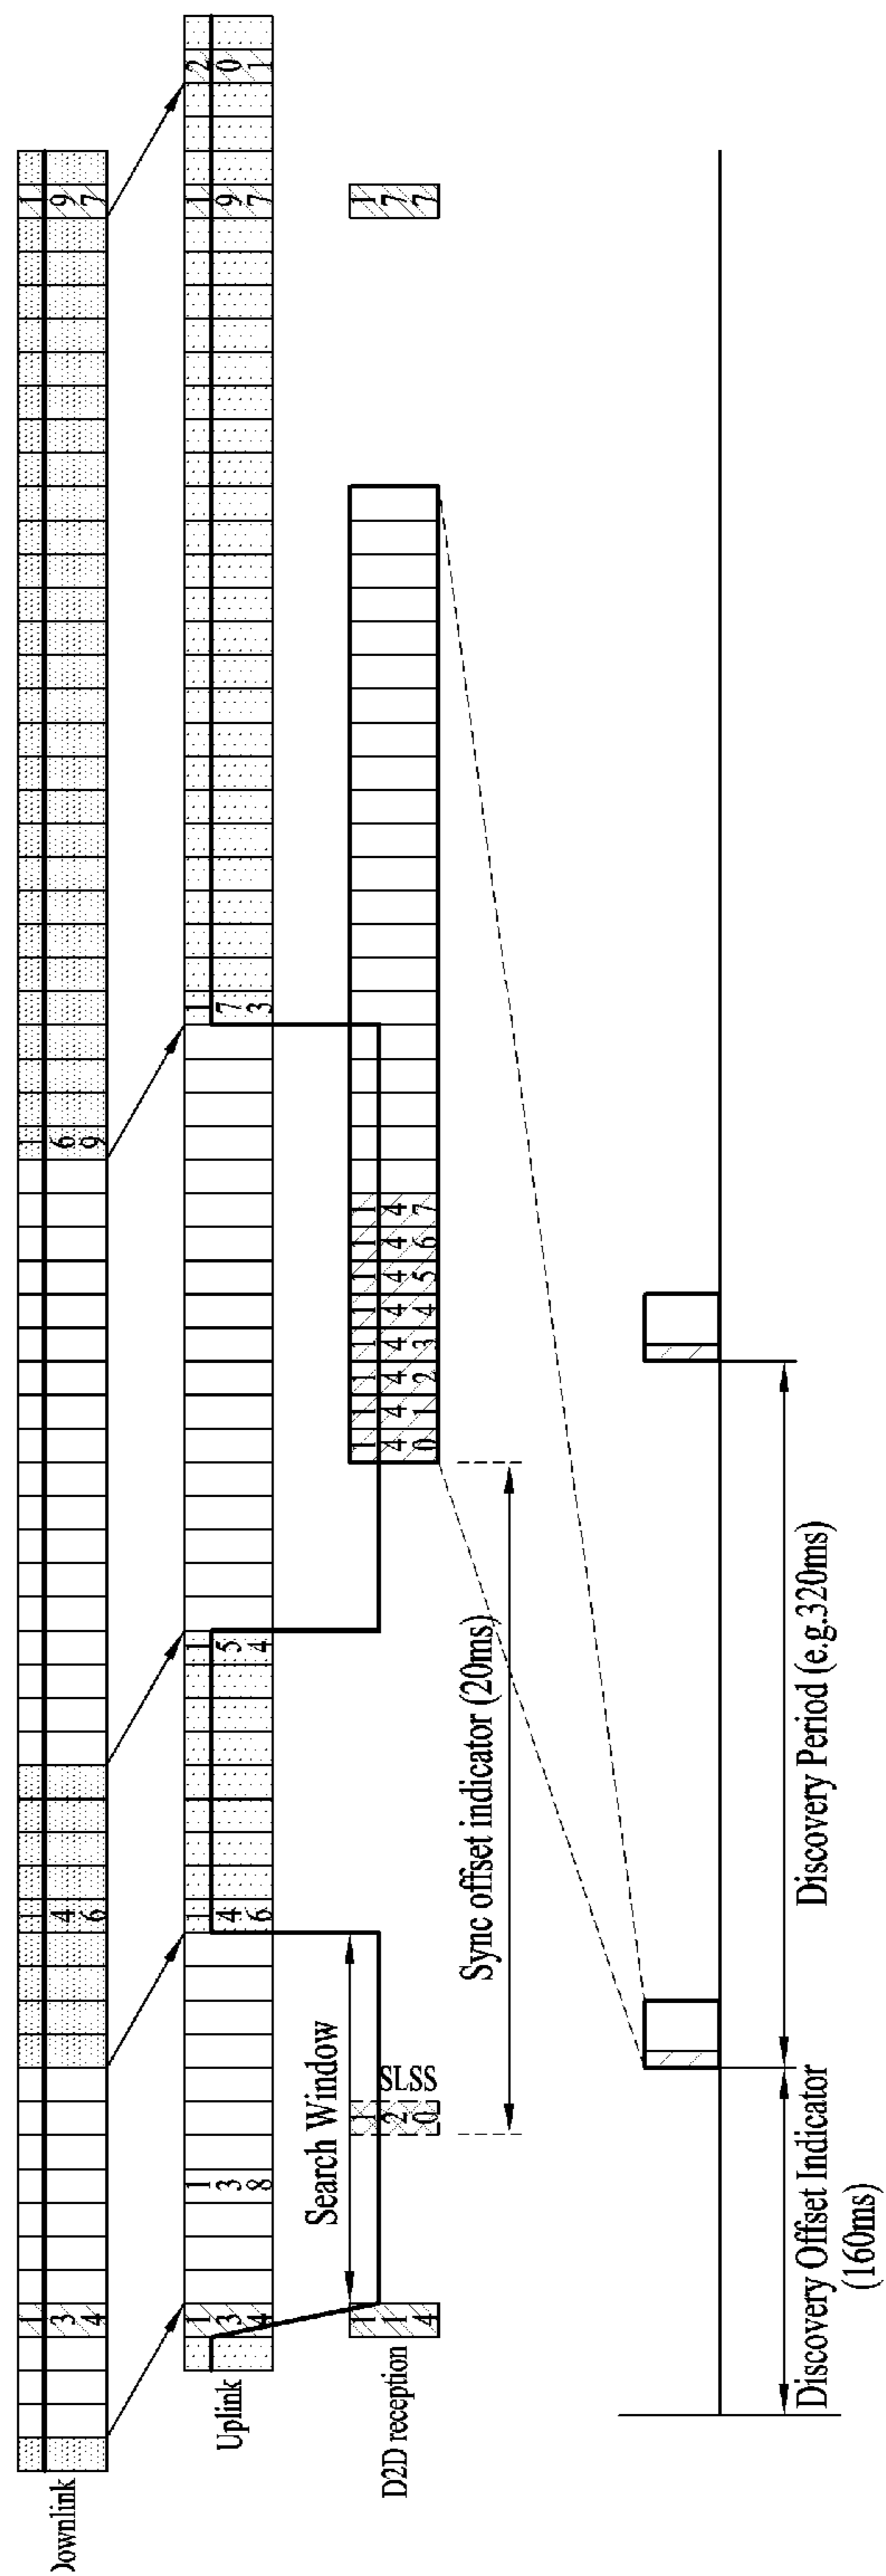 Downlink
134
146
169
197
Uplink
134
138
146
154
173
197
201
Search Window
D2D reception
114
120
SLSS
140
141
142
143
144
145
146
147
177
Sync offset indicator (20ms)
Discovery Offset Indicator
(160ms)
Discovery Period (e.g.320ms)